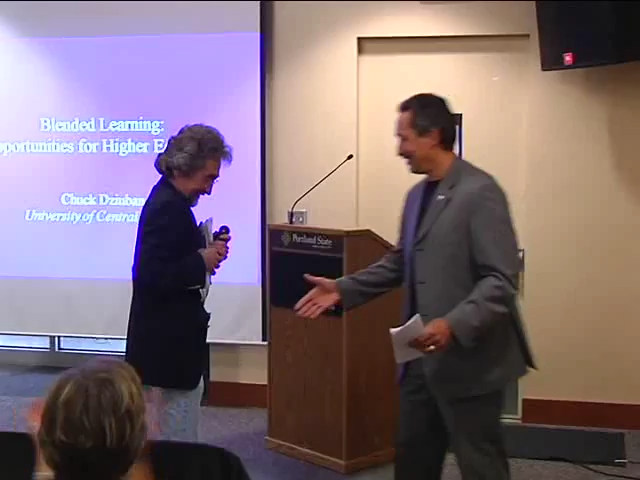 Blended Learning:
pportunities for Higher E
Chuck Dziuban
University of Central
Portland State